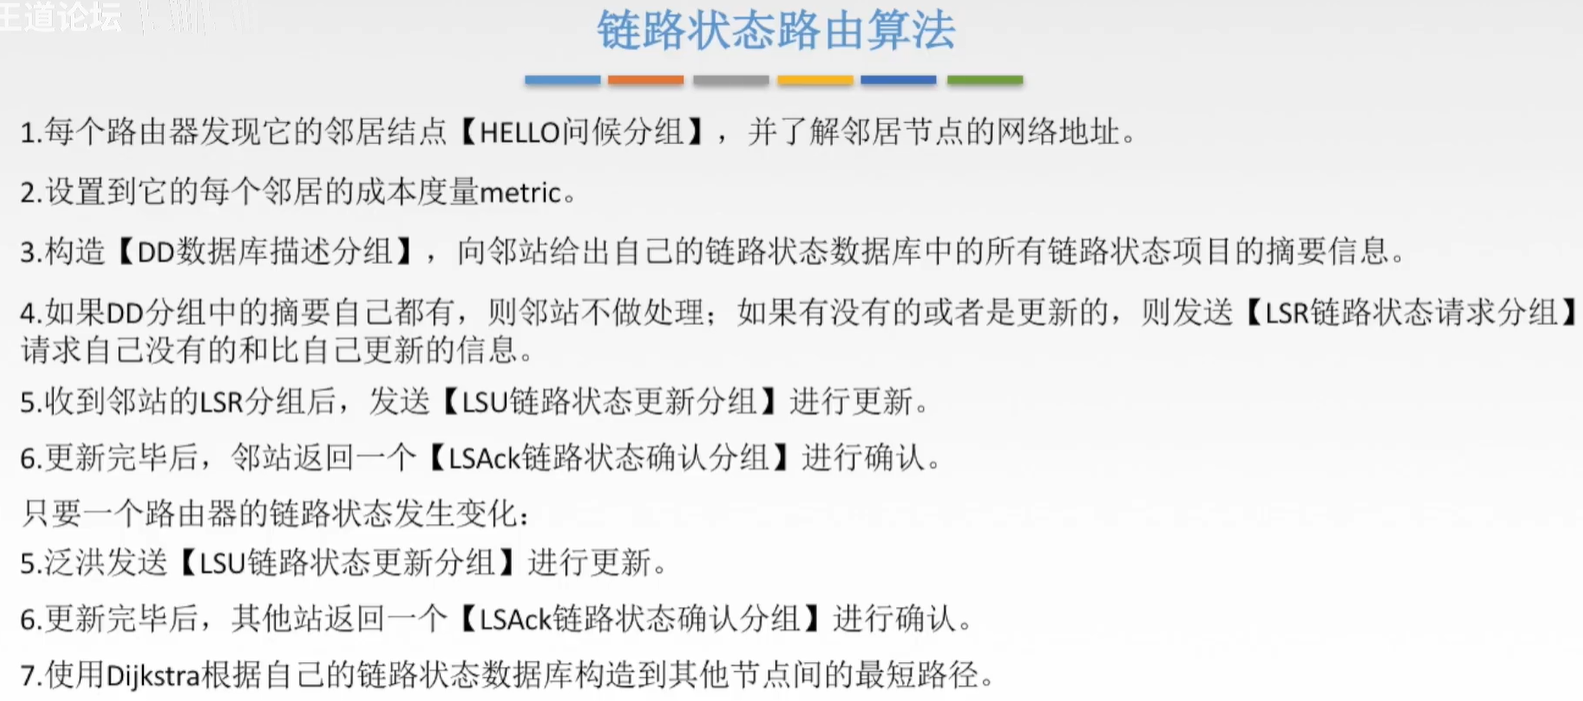 王道论坛
链路状态路由算法
1.每个路由器发现它的邻居结点【HELLO问候分组】，并了解邻居节点的网络地址。
2.设置到它的每个邻居的成本度量metric。
3.构造【DD数据库描述分组】，向邻站给出自己的链路状态数据库中的所有链路状态项目的摘要信息。
4.如果DD分组中的摘要自己都有，则邻站不做处理；如果有没有的或者是更新的，则发送【LSR链路状态请求分组】
请求自己没有的和比自己更新的信息。
5.收到邻站的LSR分组后，发送【LSU链路状态更新分组】进行更新。
6.更新完毕后，邻站返回一个【LSAck链路状态确认分组】进行确认。
只要一个路由器的链路状态发生变化：
5.泛洪发送【LSU链路状态更新分组】进行更新。
6.更新完毕后，其他站返回一个【LSAck链路状态确认分组】进行确认。
7.使用Dijkstra根据自己的链路状态数据库构造到其他节点间的最短路径。